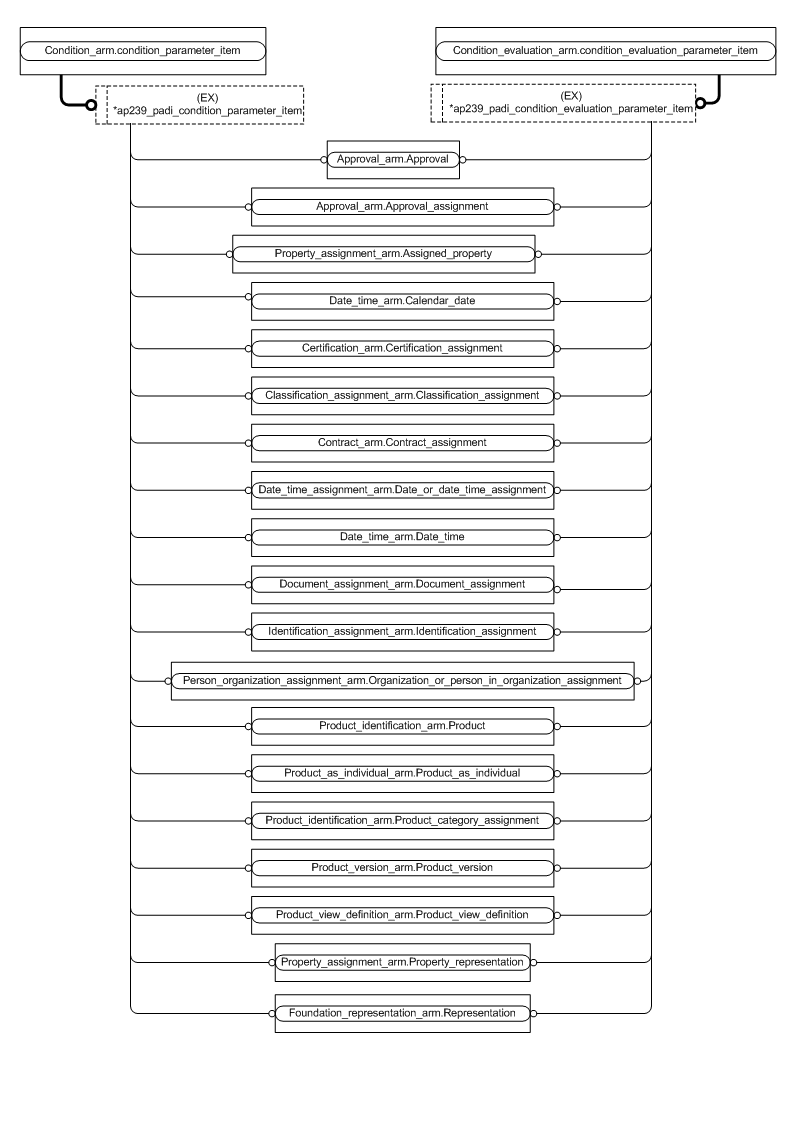 Condition_arm.condition_parameter_item
Condition_evaluation_arm.condition_evaluation_parameter_item
(EX)
*ap239_padi_condition_parameter_item
(EX)
*ap239_padi_condition_evaluation_parameter_item
Approval_arm.Approval
Approval_arm.Approval_assignment
Property_assignment_arm.Assigned_property
Date_time_arm.Calendar_date
Certification_arm.Certification_assignment
Classification_assignment_arm.Classification_assignment
Contract_arm.Contract_assignment
Date_time_assignment_arm.Date_or_date_time_assignment
Date_time_arm.Date_time
Document_assignment_arm.Document_assignment
Identification_assignment_arm.Identification_assignment
Person_organization_assignment_arm.Organization_or_person_in_organization_assignment
Product_identification_arm.Product
Product_as_individual_arm.Product_as_individual
Product_identification_arm.Product_category_assignment
Product_version_arm.Product_version
Product_view_definition_arm.Product_view_definition
Property_assignment_arm.Property_representation
Foundation_representation_arm.Representation